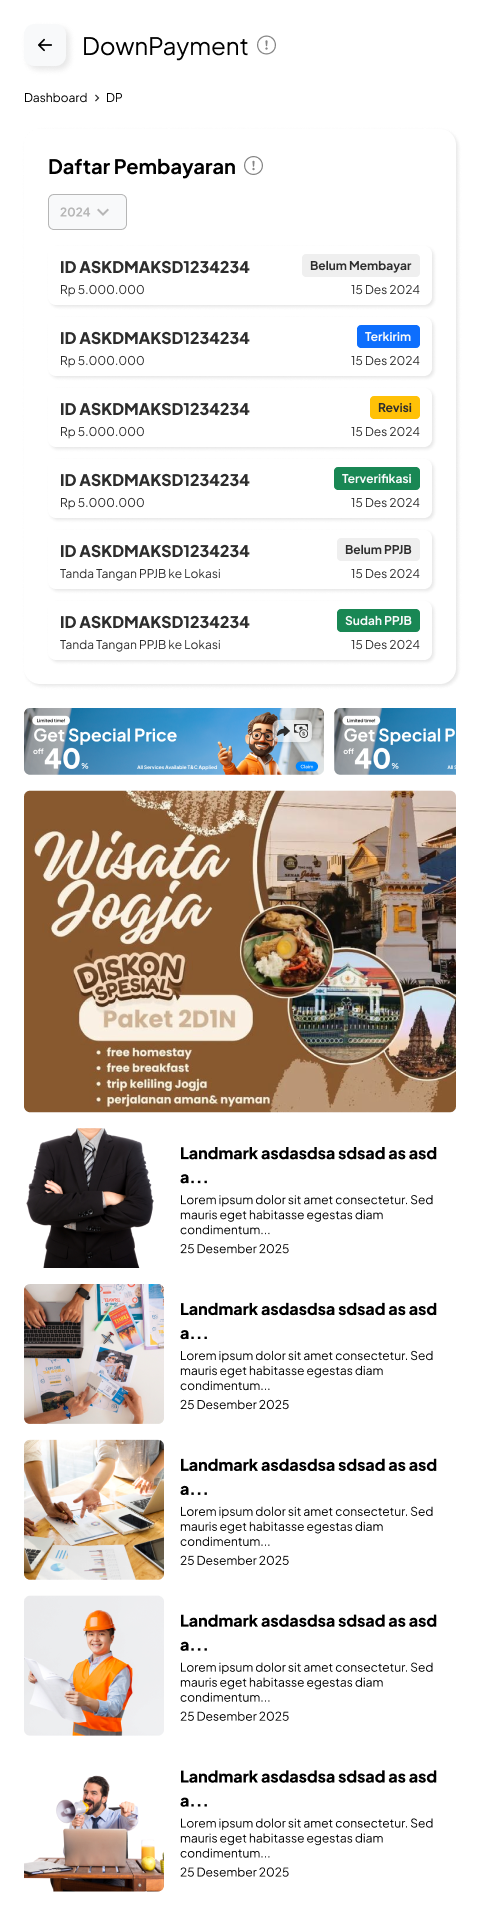 DownPayment
Dashboard > DP
Daftar Pembayaran
2024
ID ASKDMAKSD1234234
Belum Membayar
Rp 5.000.000
15 Des 2024
ID ASKDMAKSD1234234
Terkirim
Rp 5.000.000
15 Des 2024
ID ASKDMAKSD1234234
Revisi
Rp 5.000.000
15 Des 2024
ID ASKDMAKSD1234234
Terverifikasi
Rp 5.000.000
15 Des 2024
ID ASKDMAKSD1234234
Belum PPJB
Tanda Tangan PPJB ke Lokasi
15 Des 2024
ID ASKDMAKSD1234234
Sudah PPJB
Tanda Tangan PPJB ke Lokasi
15 Des 2024
Limited time!
Get Special Price
off
40%
All Services Available T&C Applied
Claim
Limited time!
Get Special P
off
40%
Wisata
Jogja
DISKON
SPESIAL
Paket 2D1N
• free homestay
• free breakfast
• trip keliling Jogja
• perjalanan aman& nyaman
Landmark asdasdsa sdsad as asd
a...
Lorem ipsum dolor sit amet consectetur. Sed
mauris eget habitasse egestas diam
condimentum...
25 Desember 2025
Landmark asdasdsa sdsad as asd
a...
Lorem ipsum dolor sit amet consectetur. Sed
mauris eget habitasse egestas diam
condimentum...
25 Desember 2025
Landmark asdasdsa sdsad as asd
a...
Lorem ipsum dolor sit amet consectetur. Sed
mauris eget habitasse egestas diam
condimentum...
25 Desember 2025
Landmark asdasdsa sdsad as asd
a...
Lorem ipsum dolor sit amet consectetur. Sed
mauris eget habitasse egestas diam
condimentum...
25 Desember 2025
Landmark asdasdsa sdsad as asd
a...
Lorem ipsum dolor sit amet consectetur. Sed
mauris eget habitasse egestas diam
condimentum...
25 Desember 2025